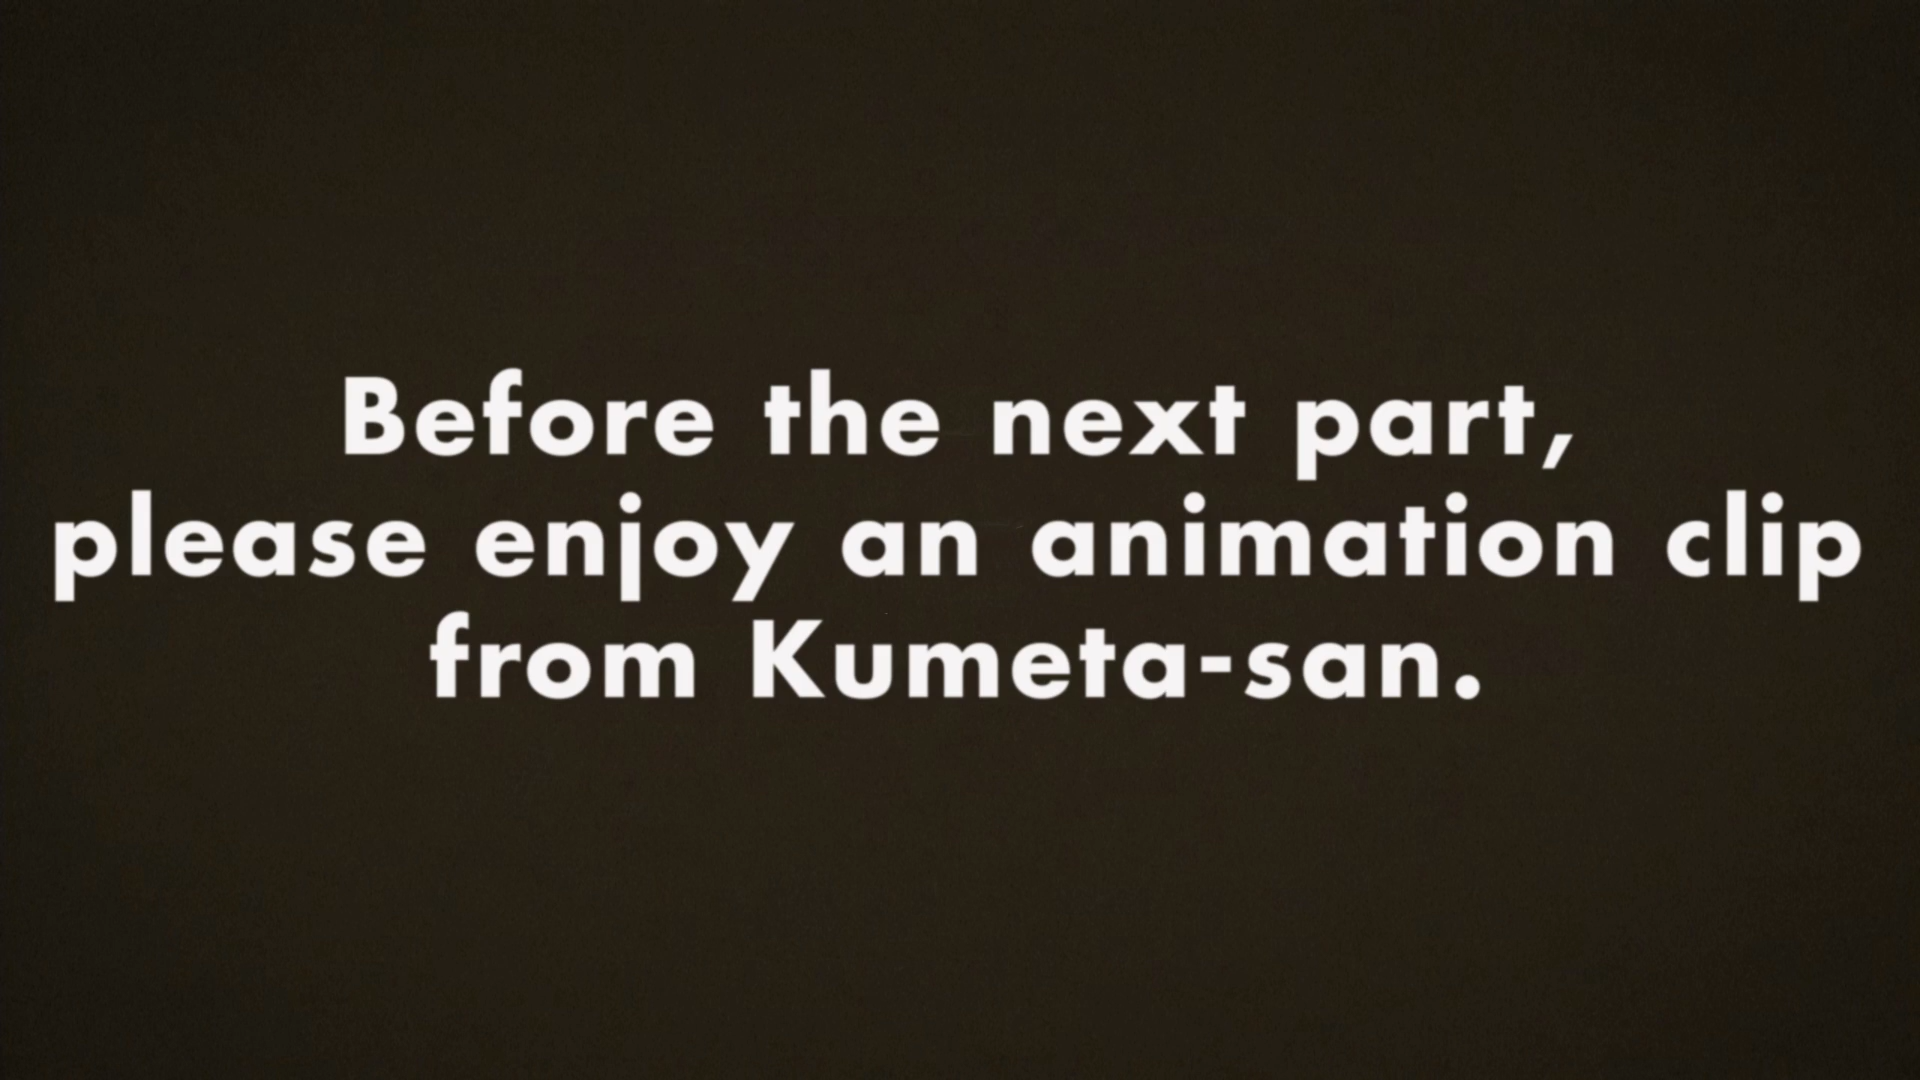 Before the next part,
please enjoy an animation clip
from Kumeta-san.